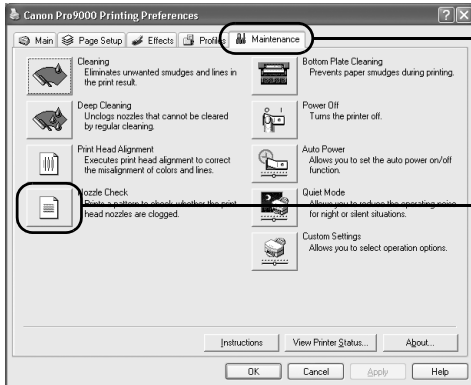 Canon Pro9000 Printing Preferences
Main
Page Setup
Effects
Profiles
Maintenance
Cleaning
Eliminates unwanted smudges and lines in
the print result.
Deep Cleaning
Unclogs nozzles that cannot be cleared
by regular cleaning.
Print Head Alignment
Executes print head alignment to correct
the misalignment of colors and lines.
Nozzle Check
Prints a pattern to check whether the print
head nozzles are clogged.
Bottom Plate Cleaning
Prevents paper smudges during printing.
Power Off
Turns the printer off.
Auto Power
Allows you to set the auto power on/off
function.
Quiet Mode
Allows you to reduce the operating noise
for night or silent situations.
Custom Settings
Allows you to select operation options.
Instructions
View Printer Status...
About...
OK
Cancel
Apply
Help